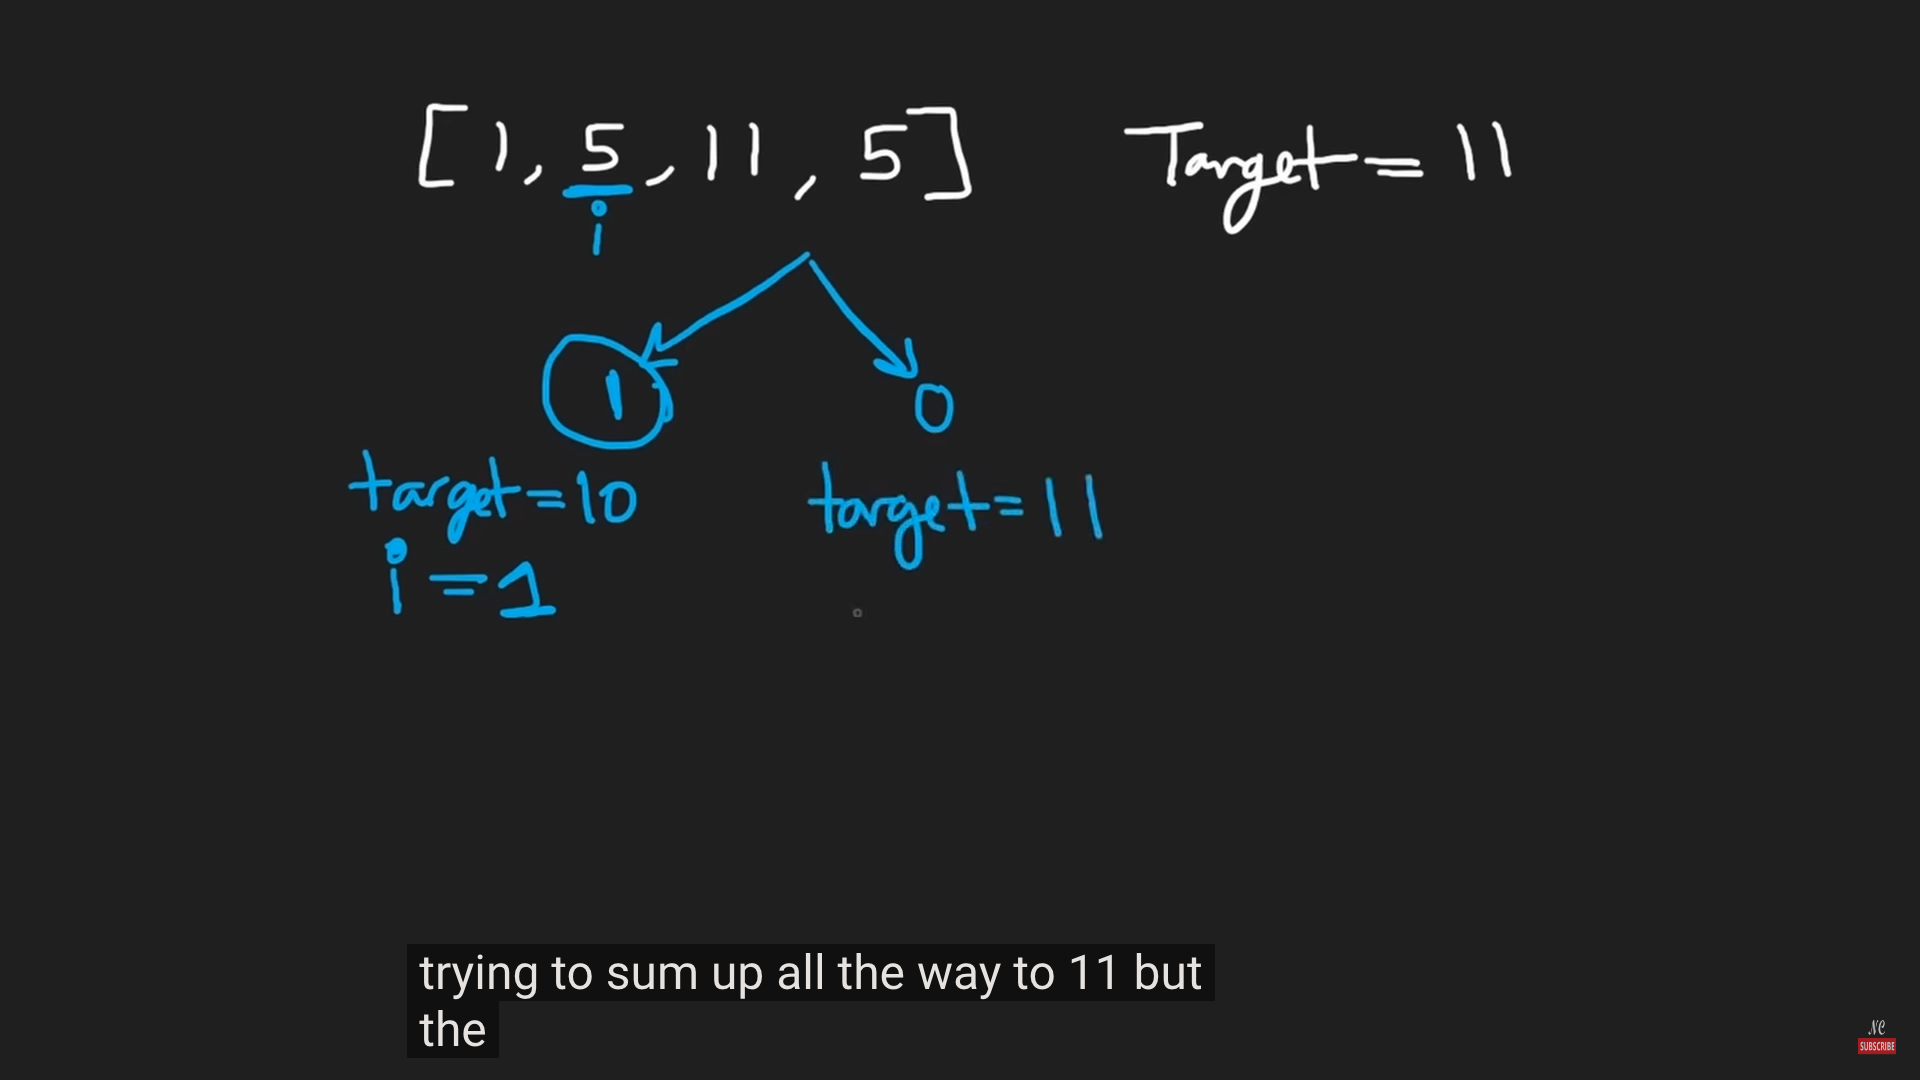 [1, 5, 11, 5] Target = 11
i
1 0
target=10 target=11
i=1
trying to sum up all the way to 11 but
the
NC
SUBSCRIBE